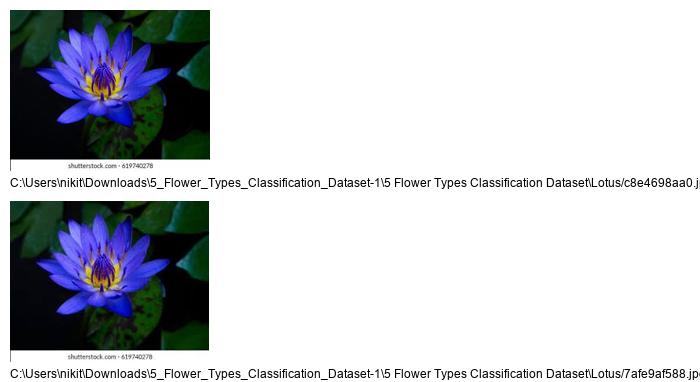 shutterstock.com · 619740278
C:\Users\nikit\Downloads\5_Flower_Types_Classification_Dataset-1\5 Flower Types Classification Dataset\Lotus/c8e4698aa0.j
shutterstock.com · 619740278
C:\Users\nikit\Downloads\5_Flower_Types_Classification_Dataset-1\5 Flower Types Classification Dataset\Lotus/7afe9af588.jp